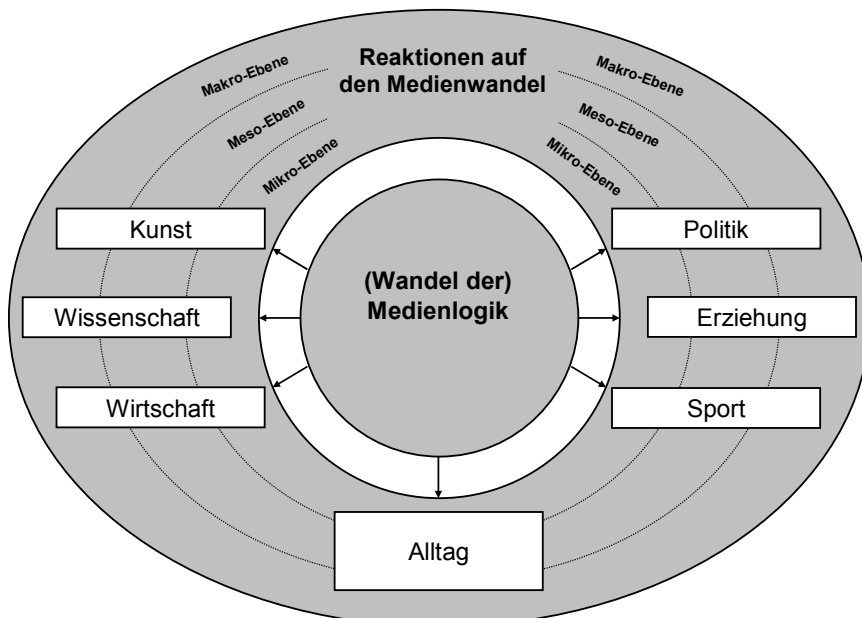 Reaktionen auf
den Medienwandel
Makro-Ebene
Meso-Ebene
Mikro-Ebene
Makro-Ebene
Meso-Ebene
Mikro-Ebene
Kunst
Politik
(Wandel der)
Medienlogik
Wissenschaft
Erziehung
Wirtschaft
Sport
Alltag